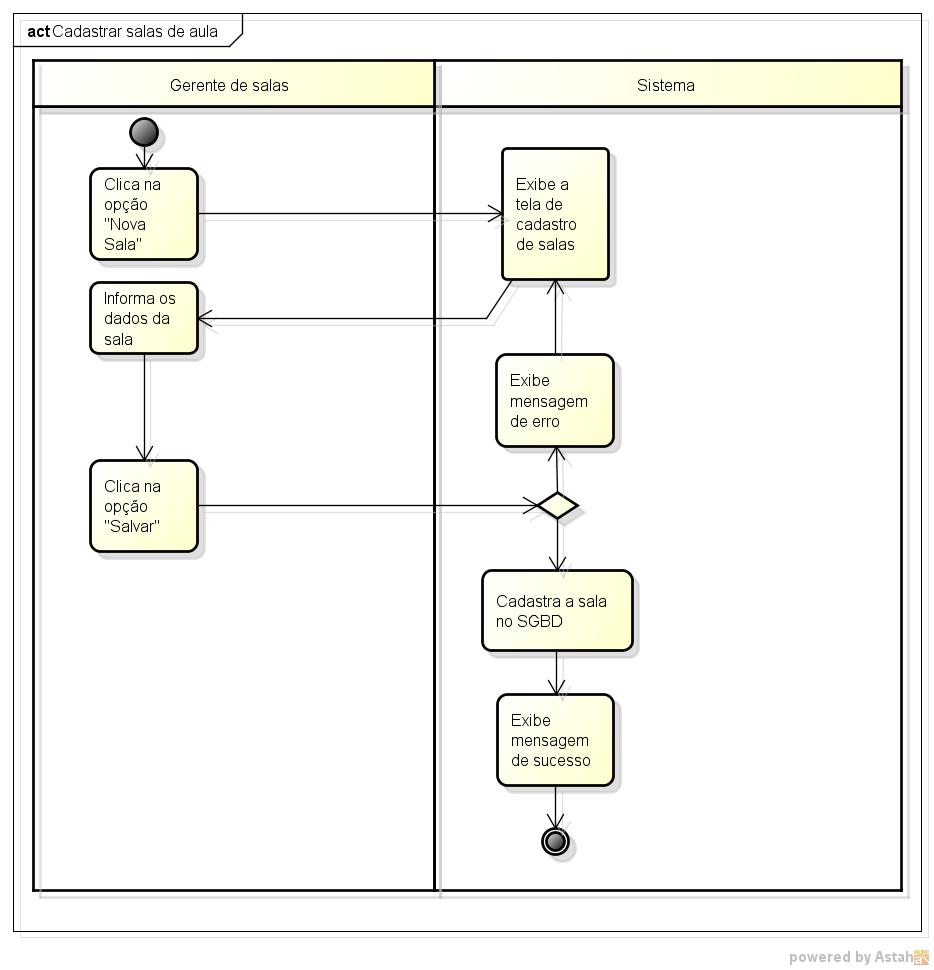 act Cadastrar salas de aula
Gerente de salas
Sistema
Clica na
opção
"Nova
Sala"
Exibe a
tela de
cadastro
de salas
Informa os
dados da
sala
Exibe
mensagem
de erro
Clica na
opção
"Salvar"
Cadastra a sala
no SGBD
Exibe
mensagem
de sucesso
powered by Astah